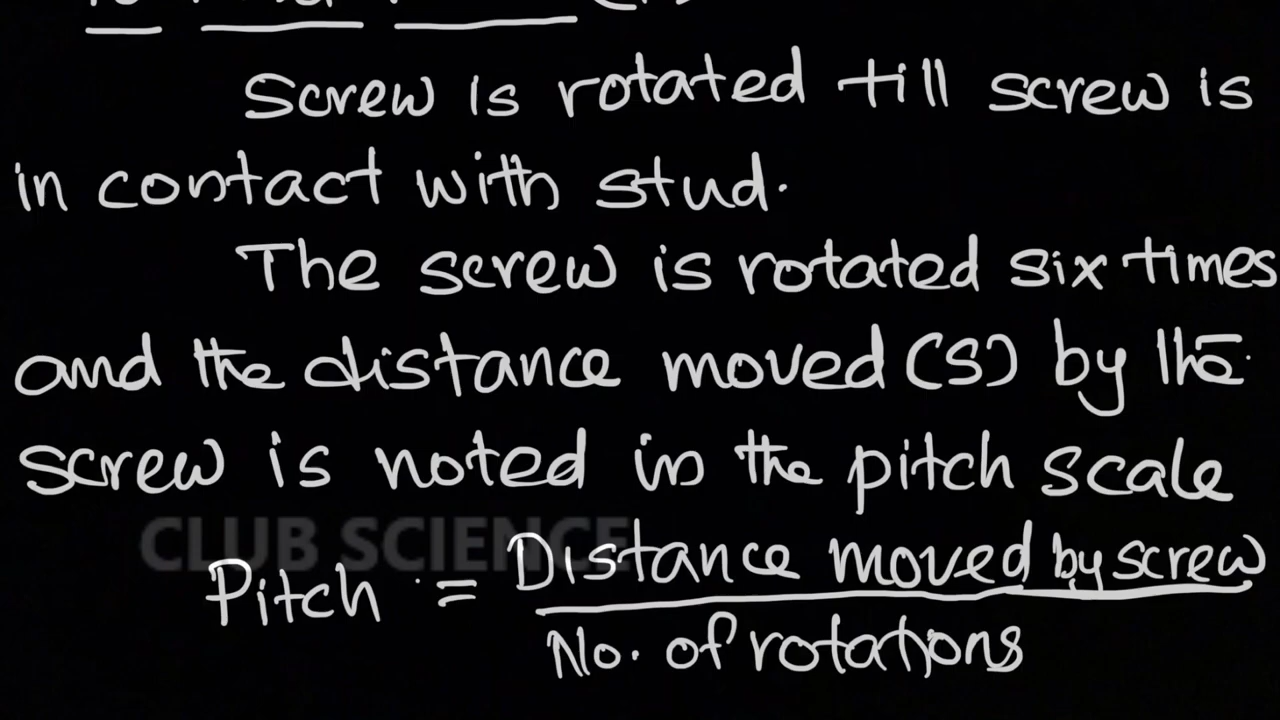 Screw is rotated till screw is
in contact with stud.
The screw is rotated six times
and the distance moved (S) by the
screw is noted in the pitch scale
CLUB SCIENCE
Pitch = Distance moved by screw
No. of rotations